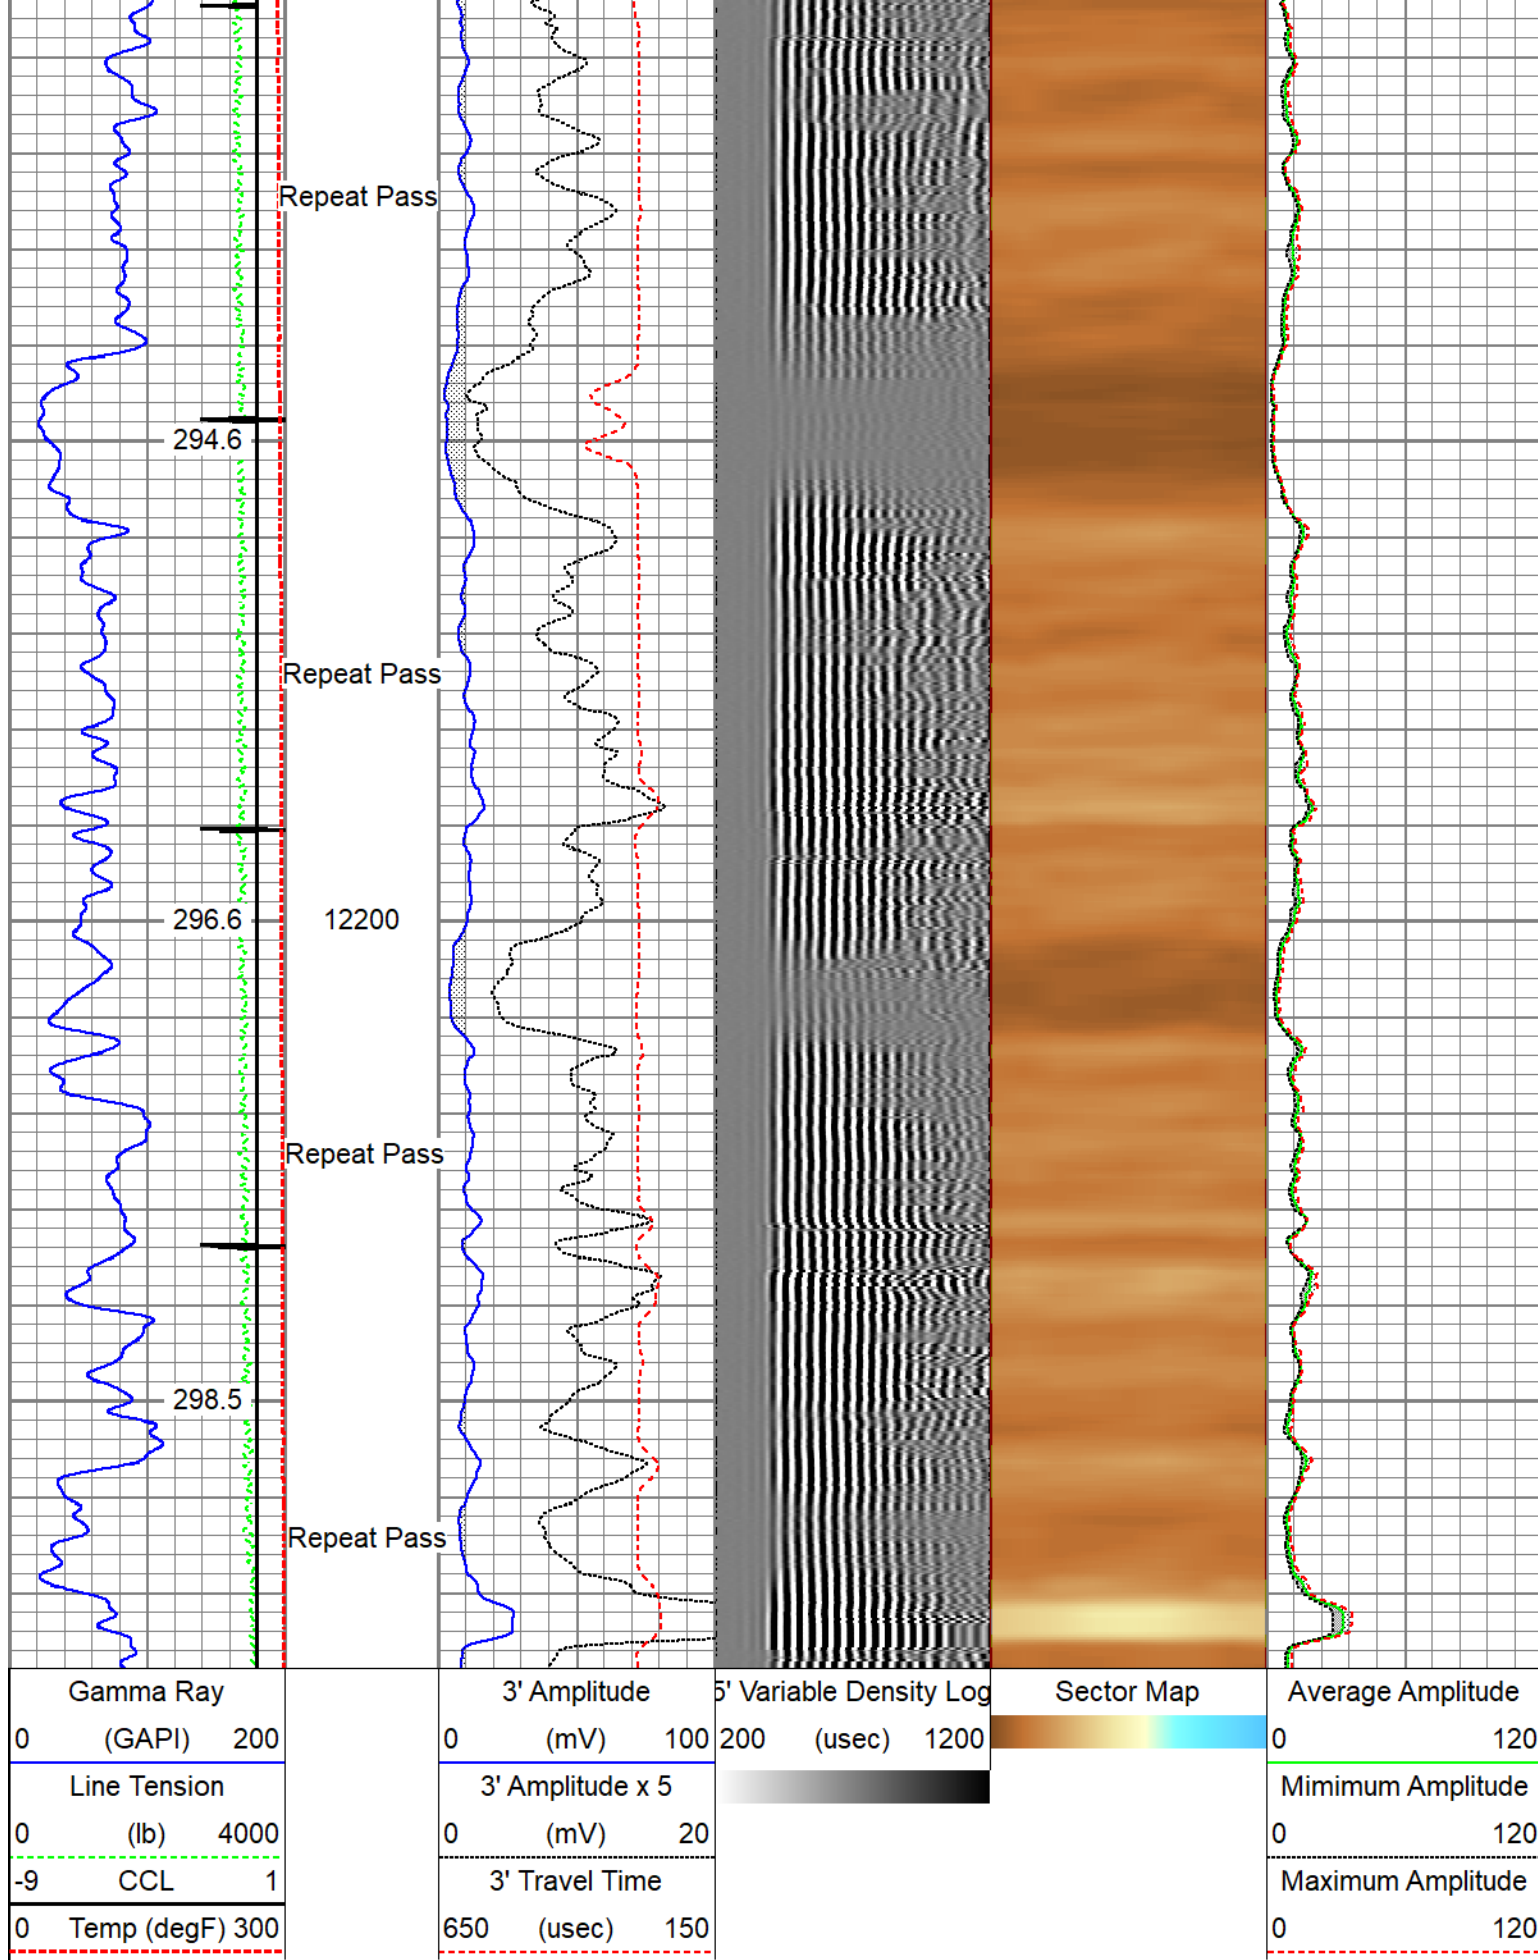 Repeat Pass
294.6
Repeat Pass
296.6
12200
Repeat Pass
298.5
Repeat Pass
Gamma Ray
0 (GAPI) 200
Line Tension
0 (lb) 4000
-9 CCL 1
0 Temp (degF) 300
3' Amplitude
0 (mV) 100
3' Amplitude x 5
0 (mV) 20
3' Travel Time
650 (usec) 150
5' Variable Density Log
200 (usec) 1200
Sector Map
Average Amplitude
0 120
Mimimum Amplitude
0 120
Maximum Amplitude
0 120